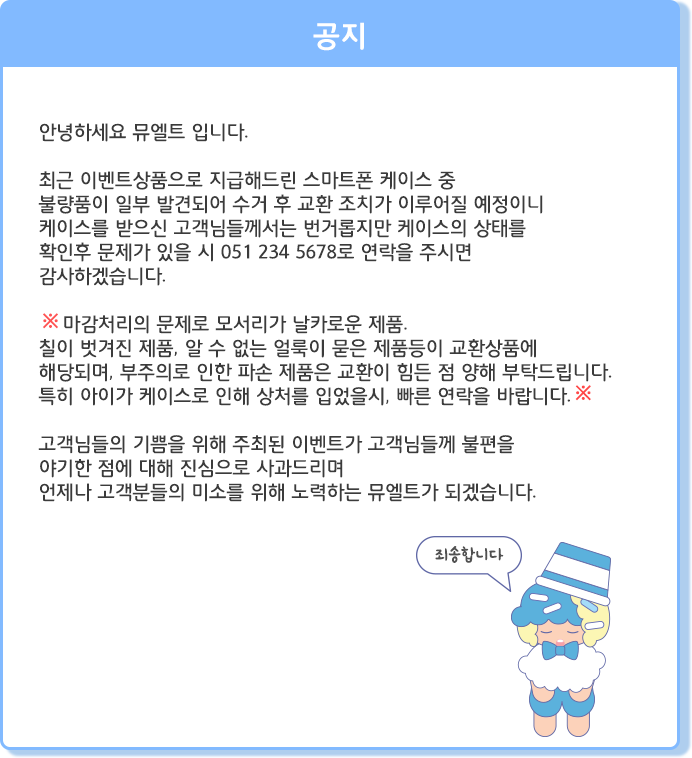 공지
안녕하세요 뮤엘트 입니다.
최근 이벤트상품으로 지급해드린 스마트폰 케이스 중
불량품이 일부 발견되어 수거 후 교환 조치가 이루어질 예정이니
케이스를 받으신 고객님들께서는 번거롭지만 케이스의 상태를
확인후 문제가 있을 시 051 234 5678로 연락을 주시면
감사하겠습니다.
※ 마감처리의 문제로 모서리가 날카로운 제품.
칠이 벗겨진 제품, 알 수 없는 얼룩이 묻은 제품등이 교환상품에
해당되며, 부주의로 인한 파손 제품은 교환이 힘든 점 양해 부탁드립니다.
특히 아이가 케이스로 인해 상처를 입었을시, 빠른 연락을 바랍니다. ※
고객님들의 기쁨을 위해 주최된 이벤트가 고객님들께 불편을
야기한 점에 대해 진심으로 사과드리며
언제나 고객분들의 미소를 위해 노력하는 뮤엘트가 되겠습니다.
죄송합니다